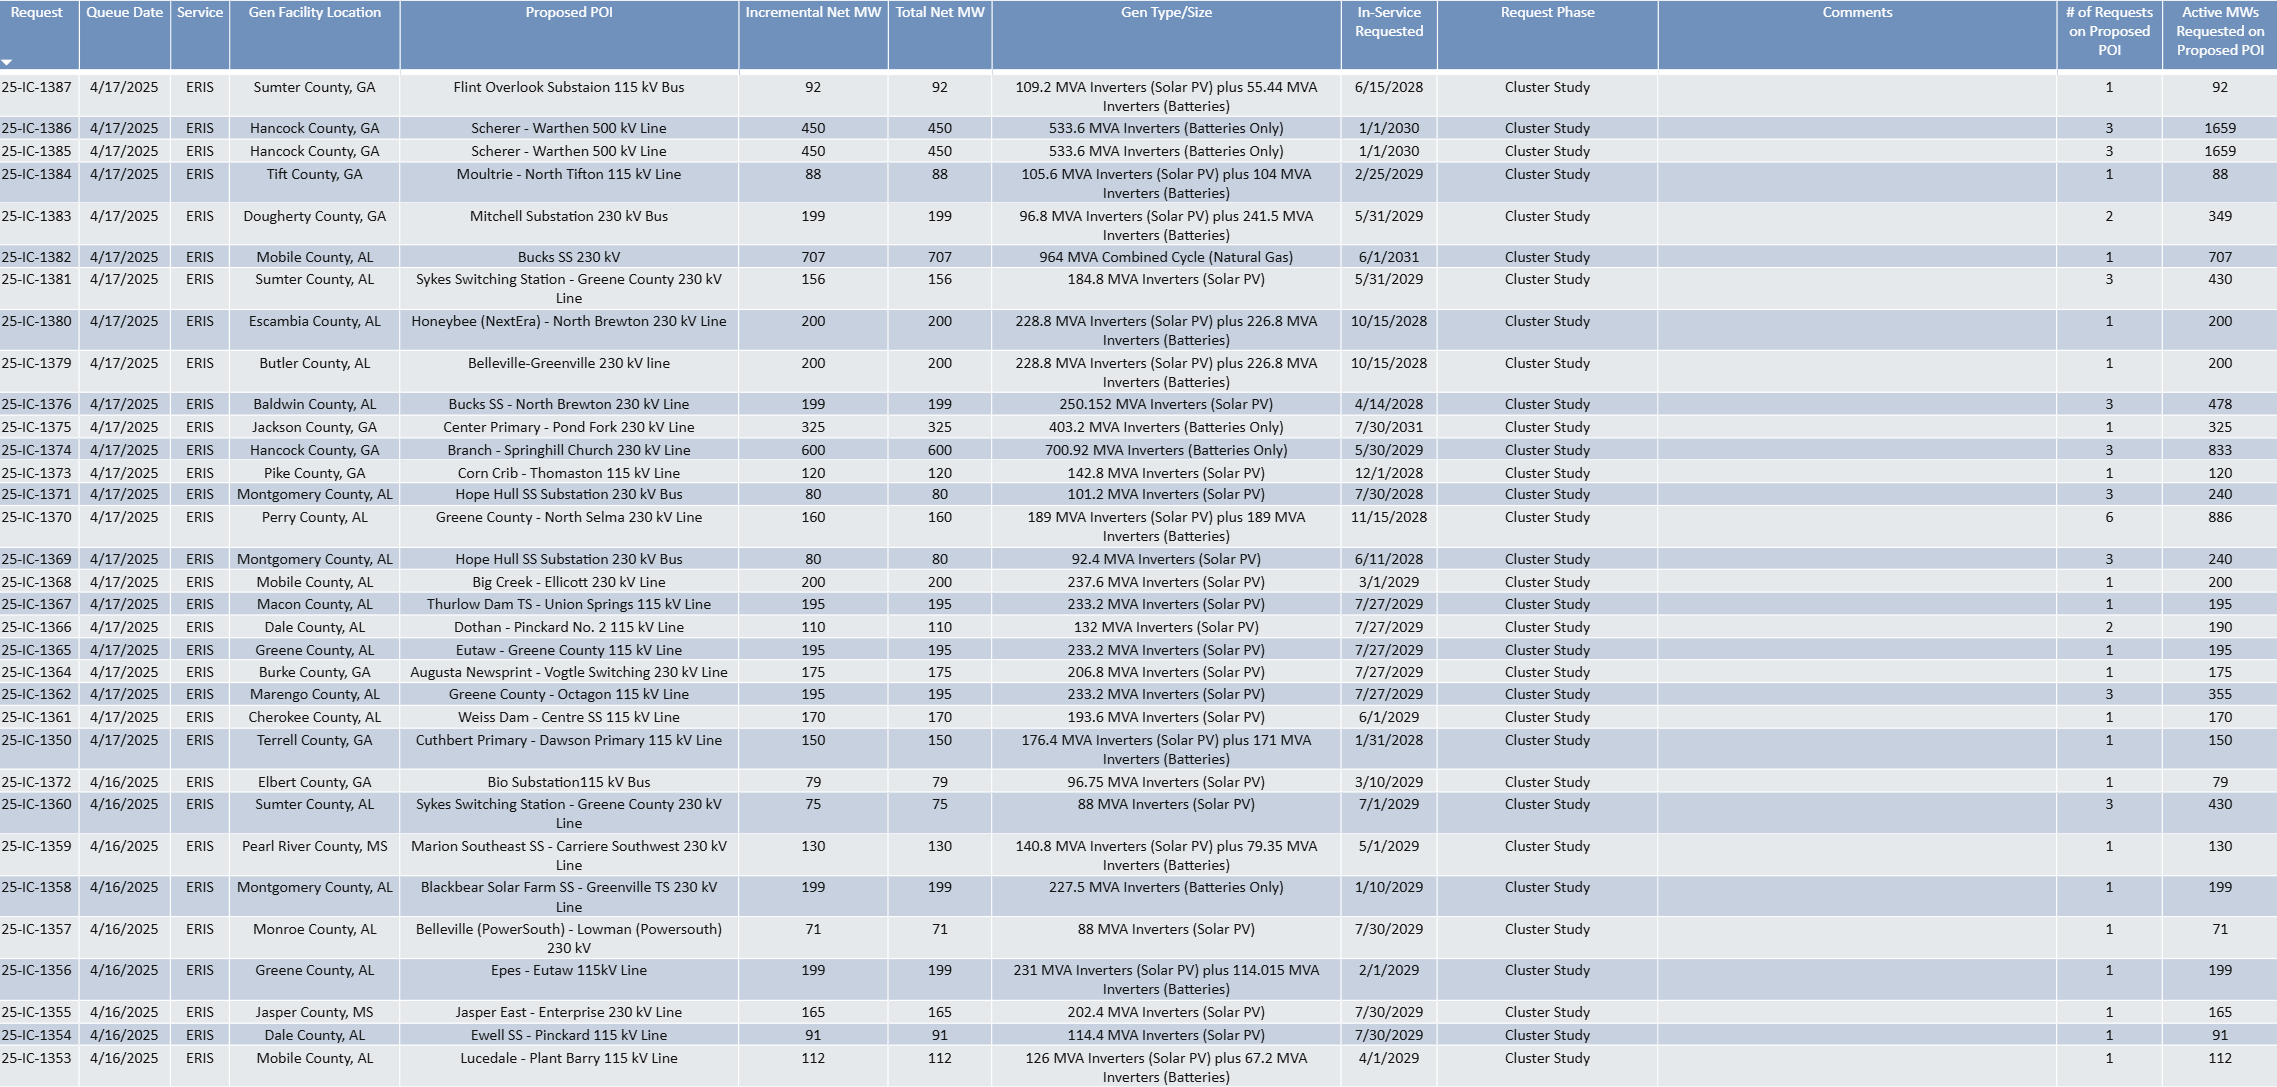 Request Queue Date Service Gen Facility Location Proposed POI Incremental Net MW Total Net MW Gen Type/Size In-Service Requested Request Phase Comments # of Requests on Proposed POI Active MWs Requested on Proposed POI
25-IC-1387 4/17/2025 ERIS Sumter County, GA Flint Overlook Substaion 115 kV Bus 92 92 109.2 MVA Inverters (Solar PV) plus 55.44 MVA 6/15/2028 Cluster Study 1 92
Inverters (Batteries)
25-IC-1386 4/17/2025 ERIS Hancock County, GA Scherer - Warthen 500 kV Line 450 450 533.6 MVA Inverters (Batteries Only) 1/1/2030 Cluster Study 3 1659
25-IC-1385 4/17/2025 ERIS Hancock County, GA Scherer - Warthen 500 kV Line 450 450 533.6 MVA Inverters (Batteries Only) 1/1/2030 Cluster Study 3 1659
25-IC-1384 4/17/2025 ERIS Tift County, GA Moultrie - North Tifton 115 kV Line 88 88 105.6 MVA Inverters (Solar PV) plus 104 MVA 2/25/2029 Cluster Study 1 88
Inverters (Batteries)
25-IC-1383 4/17/2025 ERIS Dougherty County, GA Mitchell Substation 230 kV Bus 199 199 96.8 MVA Inverters (Solar PV) plus 241.5 MVA 5/31/2029 Cluster Study 2 349
Inverters (Batteries)
25-IC-1382 4/17/2025 ERIS Mobile County, AL Bucks SS 230 kV 707 707 964 MVA Combined Cycle (Natural Gas) 6/1/2031 Cluster Study 1 707
25-IC-1381 4/17/2025 ERIS Sumter County, AL Sykes Switching Station - Greene County 230 kV 156 156 184.8 MVA Inverters (Solar PV) 5/31/2029 Cluster Study 3 430
Line
25-IC-1380 4/17/2025 ERIS Escambia County, AL Honeybee (NextEra) - North Brewton 230 kV Line 200 200 228.8 MVA Inverters (Solar PV) plus 226.8 MVA 10/15/2028 Cluster Study 1 200
Inverters (Batteries)
25-IC-1379 4/17/2025 ERIS Butler County, AL Belleville-Greenville 230 kV line 200 200 228.8 MVA Inverters (Solar PV) plus 226.8 MVA 10/15/2028 Cluster Study 1 200
Inverters (Batteries)
25-IC-1376 4/17/2025 ERIS Baldwin County, AL Bucks SS - North Brewton 230 kV Line 199 199 250.152 MVA Inverters (Solar PV) 4/14/2028 Cluster Study 3 478
25-IC-1375 4/17/2025 ERIS Jackson County, GA Center Primary - Pond Fork 230 kV Line 325 325 403.2 MVA Inverters (Batteries Only) 7/30/2031 Cluster Study 1 325
25-IC-1374 4/17/2025 ERIS Hancock County, GA Branch - Springhill Church 230 kV Line 600 600 700.92 MVA Inverters (Batteries Only) 5/30/2029 Cluster Study 3 833
25-IC-1373 4/17/2025 ERIS Pike County, GA Corn Crib - Thomaston 115 kV Line 120 120 142.8 MVA Inverters (Solar PV) 12/1/2028 Cluster Study 1 120
25-IC-1371 4/17/2025 ERIS Montgomery County, AL Hope Hull SS Substation 230 kV Bus 80 80 101.2 MVA Inverters (Solar PV) 7/30/2028 Cluster Study 3 240
25-IC-1370 4/17/2025 ERIS Perry County, AL Greene County - North Selma 230 kV Line 160 160 189 MVA Inverters (Solar PV) plus 189 MVA 11/15/2028 Cluster Study 6 886
Inverters (Batteries)
25-IC-1369 4/17/2025 ERIS Montgomery County, AL Hope Hull SS Substation 230 kV Bus 80 80 92.4 MVA Inverters (Solar PV) 6/11/2028 Cluster Study 3 240
25-IC-1368 4/17/2025 ERIS Mobile County, AL Big Creek - Ellicott 230 kV Line 200 200 237.6 MVA Inverters (Solar PV) 3/1/2029 Cluster Study 1 200
25-IC-1367 4/17/2025 ERIS Macon County, AL Thurlow Dam TS - Union Springs 115 kV Line 195 195 233.2 MVA Inverters (Solar PV) 7/27/2029 Cluster Study 1 195
25-IC-1366 4/17/2025 ERIS Dale County, AL Dothan - Pinckard No. 2 115 kV Line 110 110 132 MVA Inverters (Solar PV) 7/27/2029 Cluster Study 2 190
25-IC-1365 4/17/2025 ERIS Greene County, AL Eutaw - Greene County 115 kV Line 195 195 233.2 MVA Inverters (Solar PV) 7/27/2029 Cluster Study 1 195
25-IC-1364 4/17/2025 ERIS Burke County, GA Augusta Newsprint - Vogtle Switching 230 kV Line 175 175 206.8 MVA Inverters (Solar PV) 7/27/2029 Cluster Study 1 175
25-IC-1362 4/17/2025 ERIS Marengo County, AL Greene County - Octagon 115 kV Line 195 195 233.2 MVA Inverters (Solar PV) 7/27/2029 Cluster Study 3 355
25-IC-1361 4/17/2025 ERIS Cherokee County, AL Weiss Dam - Centre SS 115 kV Line 170 170 193.6 MVA Inverters (Solar PV) 6/1/2029 Cluster Study 1 170
25-IC-1350 4/17/2025 ERIS Terrell County, GA Cuthbert Primary - Dawson Primary 115 kV Line 150 150 176.4 MVA Inverters (Solar PV) plus 171 MVA 1/31/2028 Cluster Study 1 150
Inverters (Batteries)
25-IC-1372 4/16/2025 ERIS Elbert County, GA Bio Substation115 kV Bus 79 79 96.75 MVA Inverters (Solar PV) 3/10/2029 Cluster Study 1 79
25-IC-1360 4/16/2025 ERIS Sumter County, AL Sykes Switching Station - Greene County 230 kV 75 75 88 MVA Inverters (Solar PV) 7/1/2029 Cluster Study 3 430
Line
25-IC-1359 4/16/2025 ERIS Pearl River County, MS Marion Southeast SS - Carriere Southwest 230 kV 130 130 140.8 MVA Inverters (Solar PV) plus 79.35 MVA 5/1/2029 Cluster Study 1 130
Line Inverters (Batteries)
25-IC-1358 4/16/2025 ERIS Montgomery County, AL Blackbear Solar Farm SS - Greenville TS 230 kV 199 199 227.5 MVA Inverters (Batteries Only) 1/10/2029 Cluster Study 1 199
Line
25-IC-1357 4/16/2025 ERIS Monroe County, AL Belleville (PowerSouth) - Lowman (Powersouth) 71 71 88 MVA Inverters (Solar PV) 7/30/2029 Cluster Study 1 71
230 kV
25-IC-1356 4/16/2025 ERIS Greene County, AL Epes - Eutaw 115kV Line 199 199 231 MVA Inverters (Solar PV) plus 114.015 MVA 2/1/2029 Cluster Study 1 199
Inverters (Batteries)
25-IC-1355 4/16/2025 ERIS Jasper County, MS Jasper East - Enterprise 230 kV Line 165 165 202.4 MVA Inverters (Solar PV) 7/30/2029 Cluster Study 1 165
25-IC-1354 4/16/2025 ERIS Dale County, AL Ewell SS - Pinckard 115 kV Line 91 91 114.4 MVA Inverters (Solar PV) 7/30/2029 Cluster Study 1 91
25-IC-1353 4/16/2025 ERIS Mobile County, AL Lucedale - Plant Barry 115 kV Line 112 112 126 MVA Inverters (Solar PV) plus 67.2 MVA 4/1/2029 Cluster Study 1 112
Inverters (Batteries)